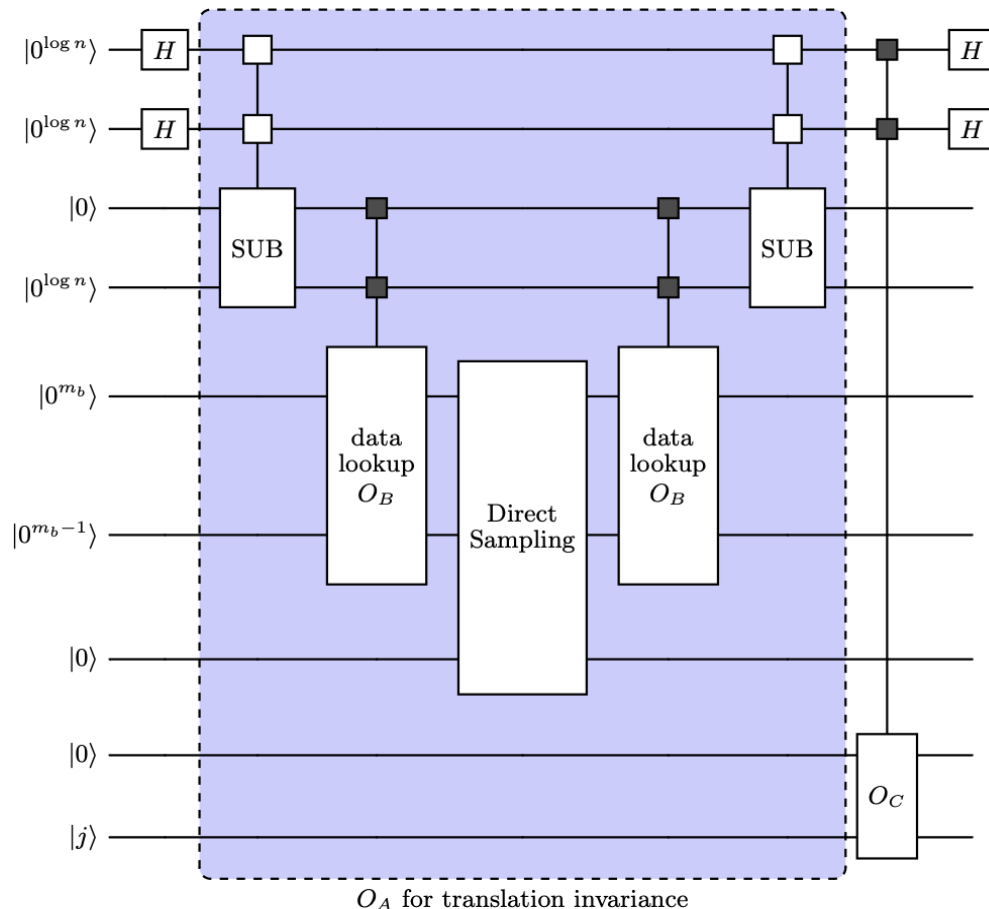 |0^{log n}⟩ H H
|0^{log n}⟩ H H
|0⟩
SUB SUB
|0^{log n}⟩
|0^{m_b}⟩
data
lookup
O_B
Direct
Sampling
data
lookup
O_B
|0^{m_b−1}⟩
|0⟩
|0⟩
O_C
|j⟩
O_A for translation invariance